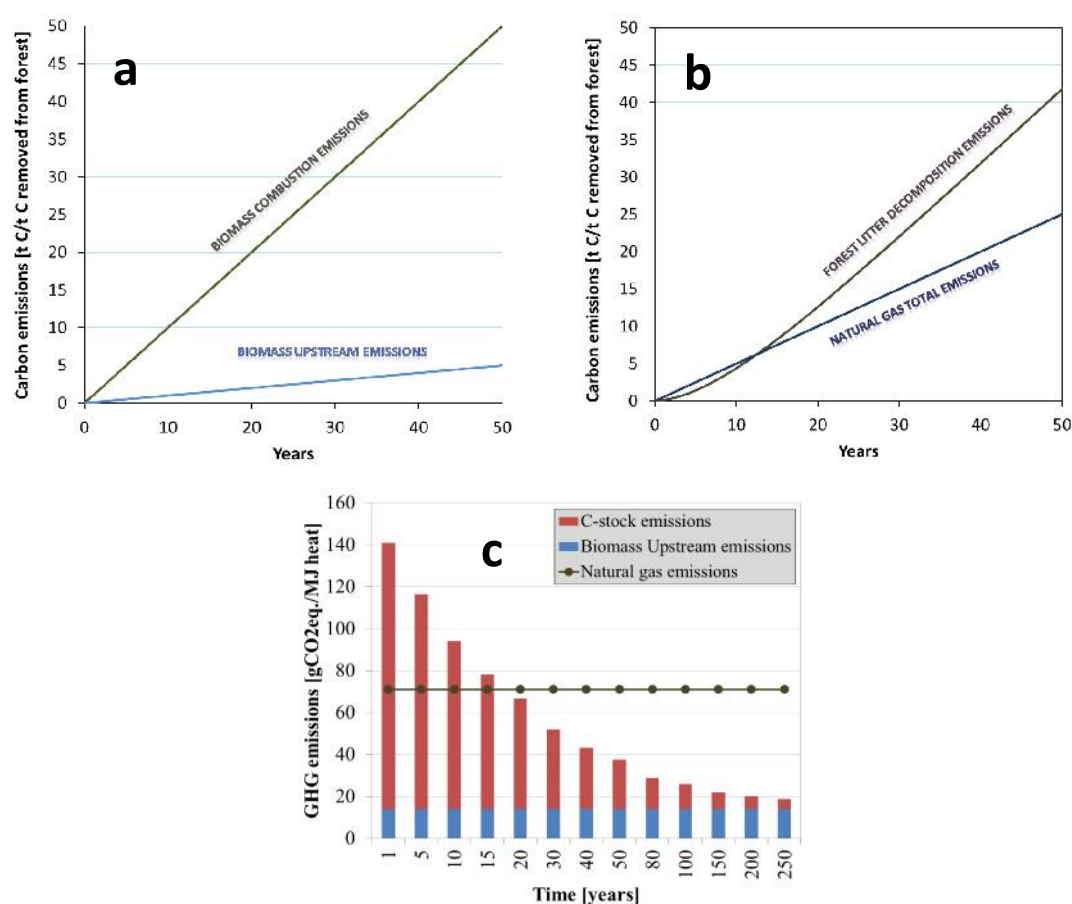 a
Carbon emissions [t C/t C removed from forest]
50
45
40
35
30
25
20
15
10
5
0
BIOMASS COMBUSTION EMISSIONS
BIOMASS UPSTREAM EMISSIONS
0 10 20 30 40 50
Years
b
Carbon emissions [t C/t C removed from forest]
50
45
40
35
30
25
20
15
10
5
0
FOREST LITTER DECOMPOSITION EMISSIONS
NATURAL GAS TOTAL EMISSIONS
0 10 20 30 40 50
Years
c
GHG emissions [gCO2eq./MJ heat]
160
140
120
100
80
60
40
20
0
C-stock emissions
Biomass Upstream emissions
Natural gas emissions
1 5 10 15 20 30 40 50 80 100 150 200 250
Time [years]